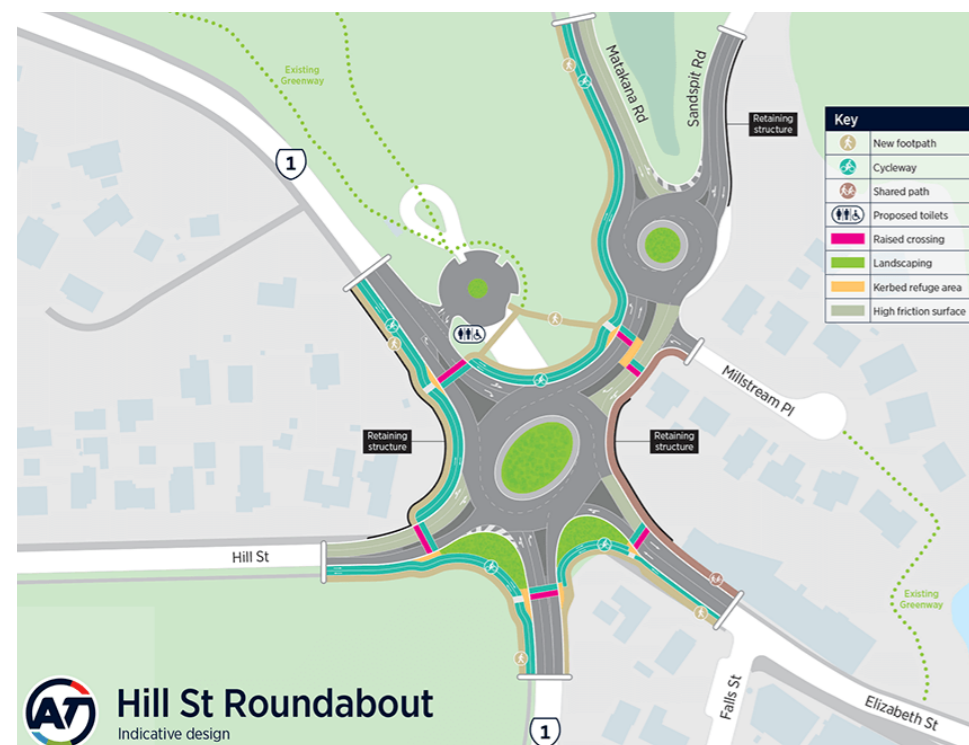 Existing
Greenway
1
Matakana Rd
Sandspit Rd
Retaining
structure
Key
New footpath
Cycleway
Shared path
Proposed toilets
Raised crossing
Landscaping
Kerbed refuge area
High friction surface
Millstream Pl
Retaining
structure
Retaining
structure
Hill St
Existing
Greenway
Falls St
Elizabeth St
1
AT
Hill St Roundabout
Indicative design